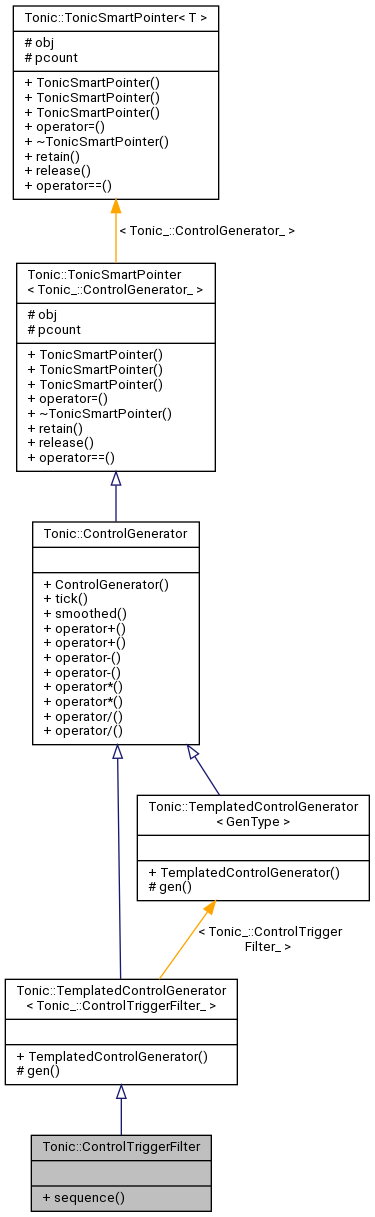 Tonic::TonicSmartPointer< T >
# obj
# pcount
+ TonicSmartPointer()
+ TonicSmartPointer()
+ TonicSmartPointer()
+ operator=()
+ ~TonicSmartPointer()
+ retain()
+ release()
+ operator==()
< Tonic_::ControlGenerator_ >
Tonic::TonicSmartPointer
< Tonic_::ControlGenerator_ >
# obj
# pcount
+ TonicSmartPointer()
+ TonicSmartPointer()
+ TonicSmartPointer()
+ operator=()
+ ~TonicSmartPointer()
+ retain()
+ release()
+ operator==()
Tonic::ControlGenerator
+ ControlGenerator()
+ tick()
+ smoothed()
+ operator+()
+ operator+()
+ operator-()
+ operator-()
+ operator*()
+ operator*()
+ operator/()
+ operator/()
Tonic::TemplatedControlGenerator
< GenType >
+ TemplatedControlGenerator()
# gen()
< Tonic_::ControlTrigger
Filter_ >
Tonic::TemplatedControlGenerator
< Tonic_::ControlTriggerFilter_ >
+ TemplatedControlGenerator()
# gen()
Tonic::ControlTriggerFilter
+ sequence()